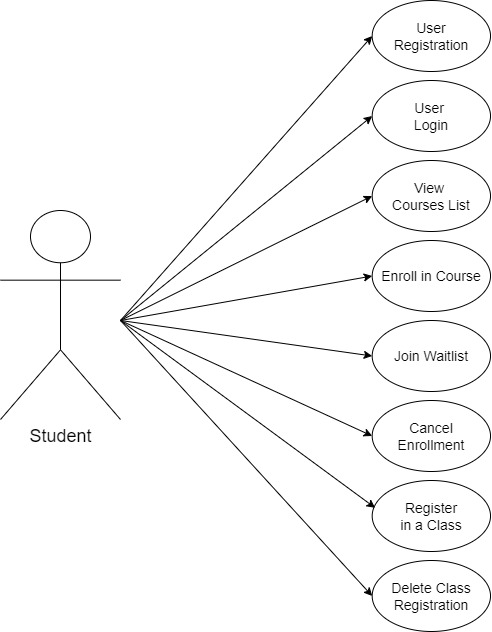 User
Registration
User
Login
View
Courses List
Enroll in Course
Join Waitlist
Student
Cancel
Enrollment
Register
in a Class
Delete Class
Registration